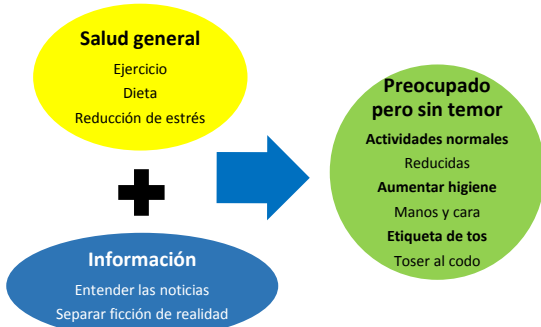 Salud general
Ejercicio
Dieta
Reducción de estrés
Información
Entender las noticias
Separar ficción de realidad
Preocupado
pero sin temor
Actividades normales
Reducidas
Aumentar higiene
Manos y cara
Etiqueta de tos
Toser al codo